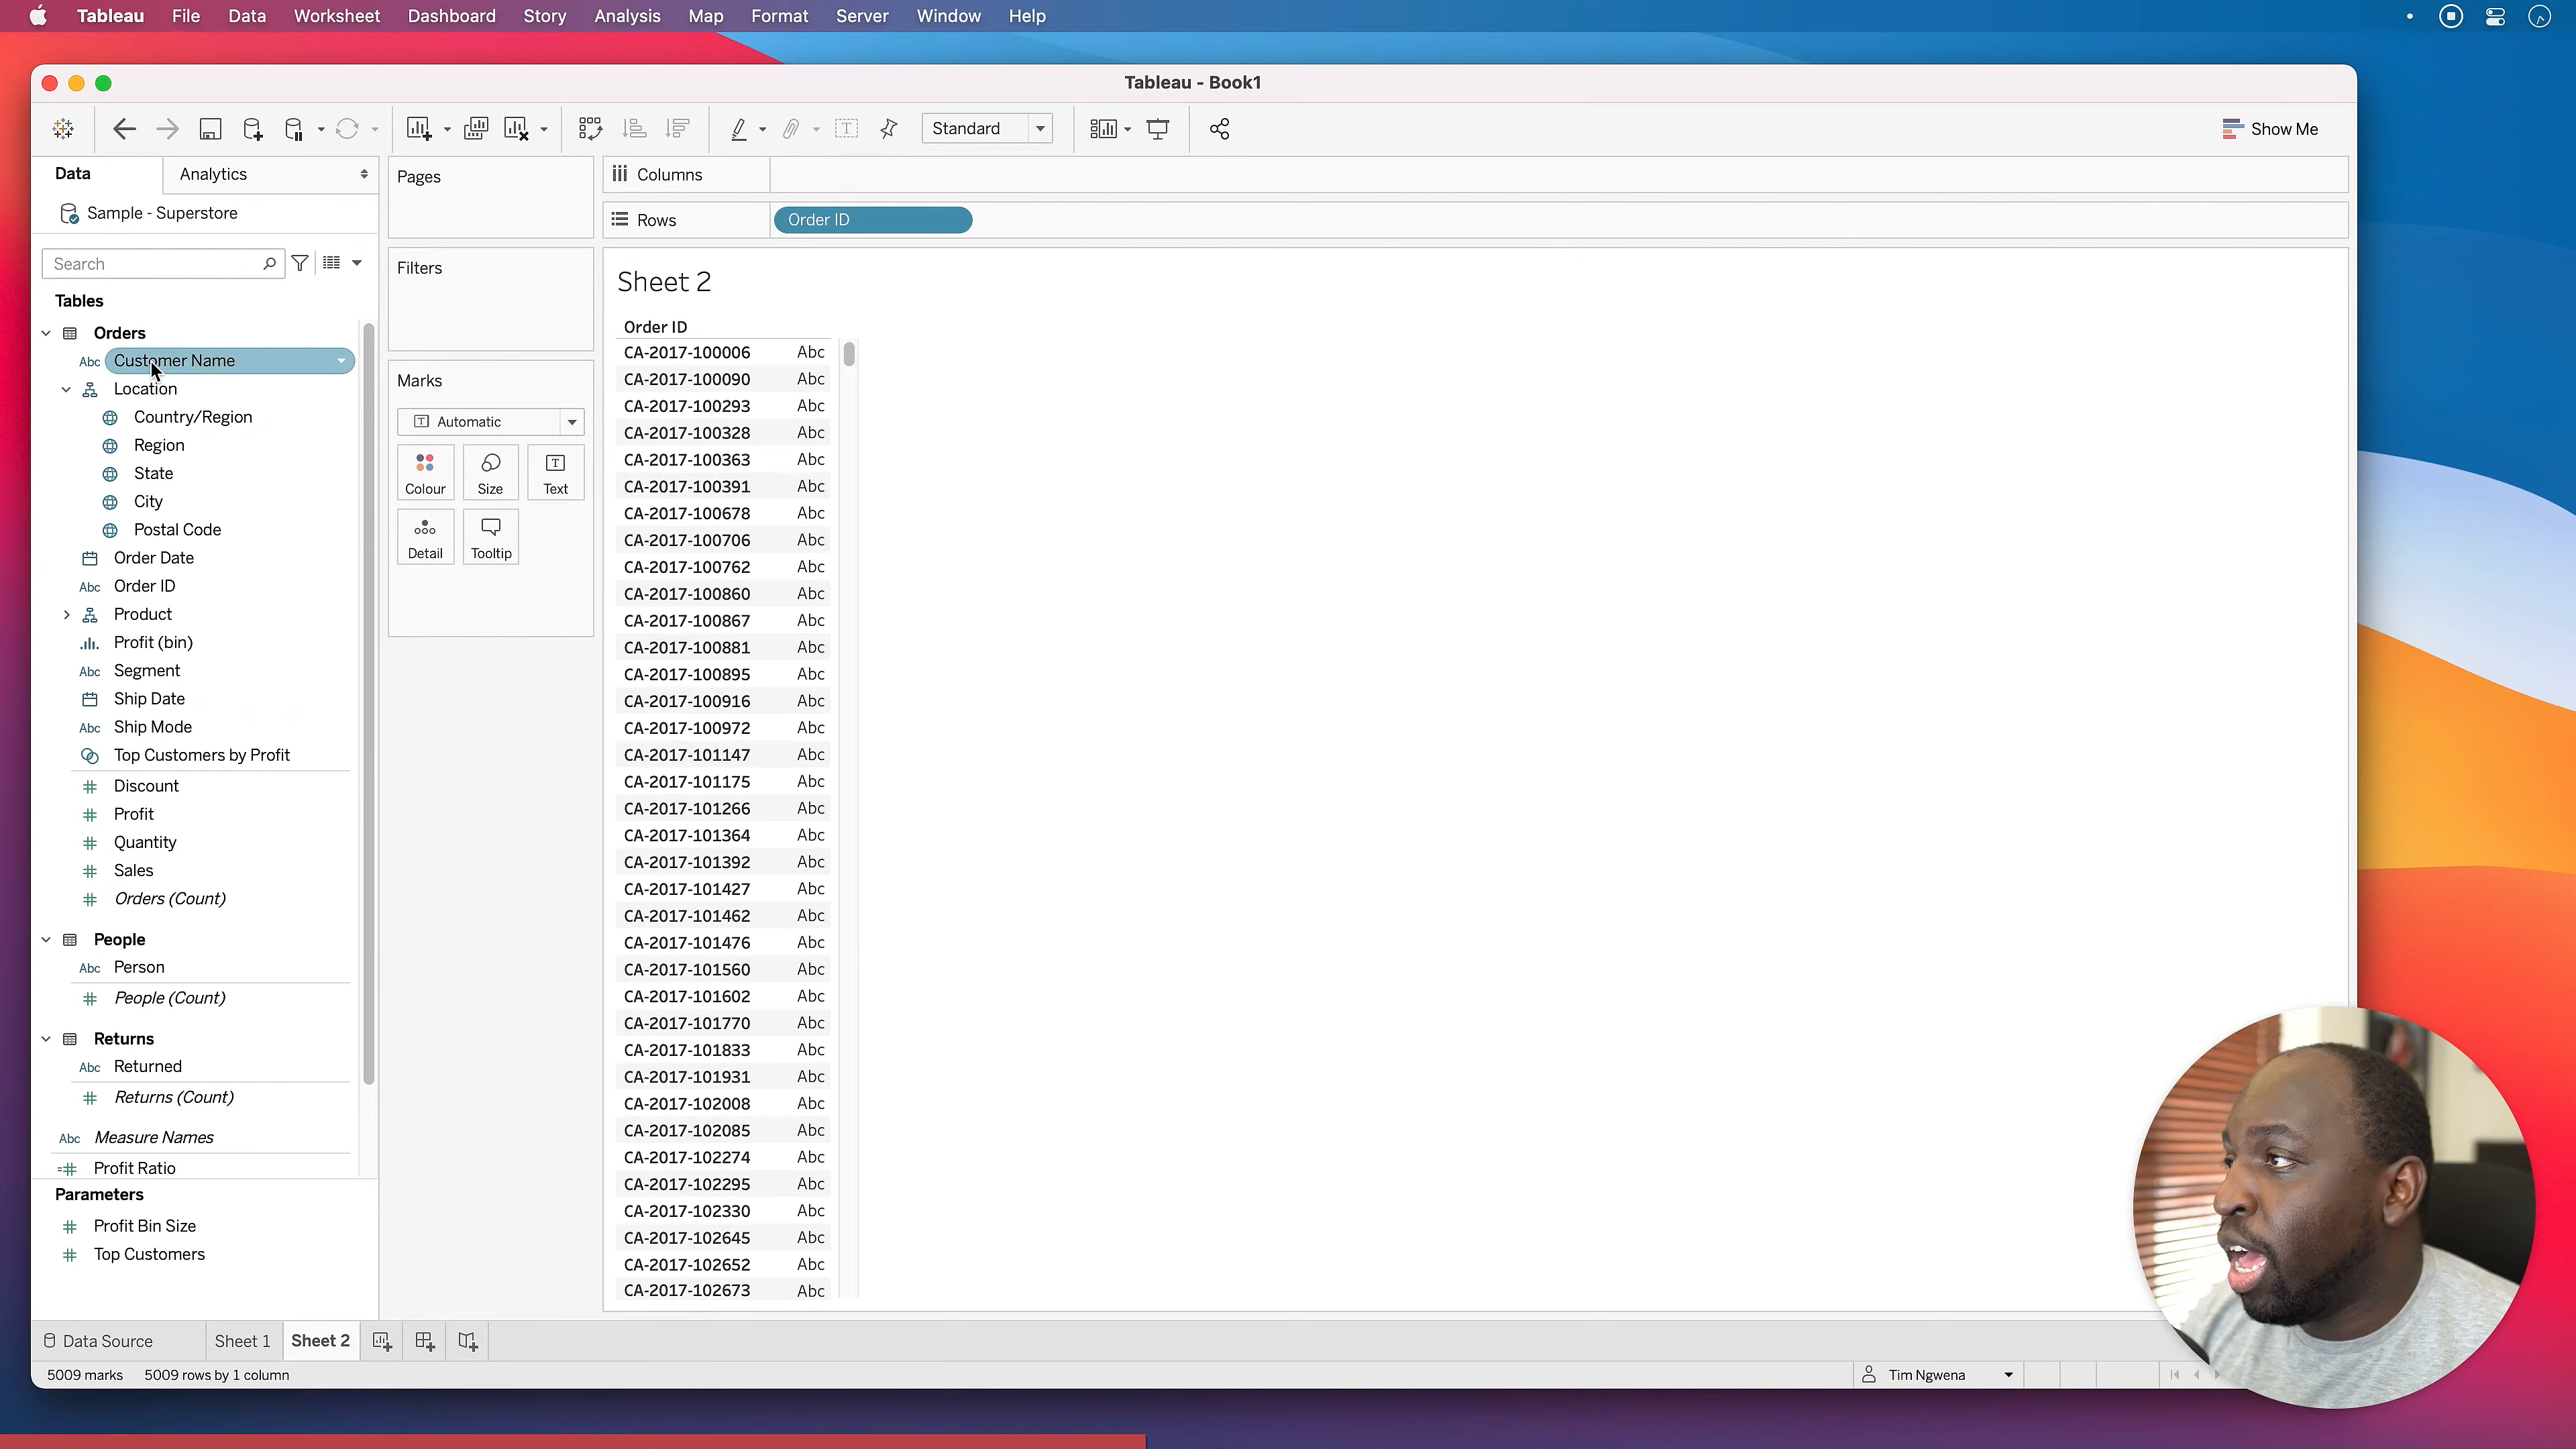 Tableau File Data Worksheet Dashboard Story Analysis Map Format Server Window Help
Tableau - Book1
Standard
Show Me
Data
Analytics
Sample - Superstore
Search
Tables
Orders
Abc Customer Name
Location
Country/Region
Region
State
City
Postal Code
Order Date
Abc Order ID
Product
Profit (bin)
Abc Segment
Ship Date
Abc Ship Mode
Top Customers by Profit
# Discount
# Profit
# Quantity
# Sales
# Orders (Count)
People
Abc Person
# People (Count)
Returns
Abc Returned
# Returns (Count)
Abc Measure Names
=# Profit Ratio
Parameters
# Profit Bin Size
# Top Customers
Pages
Filters
Marks
T Automatic
Colour Size Text
Detail Tooltip
Columns
Rows Order ID
Sheet 2
Order ID
CA-2017-100006 Abc
CA-2017-100090 Abc
CA-2017-100293 Abc
CA-2017-100328 Abc
CA-2017-100363 Abc
CA-2017-100391 Abc
CA-2017-100678 Abc
CA-2017-100706 Abc
CA-2017-100762 Abc
CA-2017-100860 Abc
CA-2017-100867 Abc
CA-2017-100881 Abc
CA-2017-100895 Abc
CA-2017-100916 Abc
CA-2017-100972 Abc
CA-2017-101147 Abc
CA-2017-101175 Abc
CA-2017-101266 Abc
CA-2017-101364 Abc
CA-2017-101392 Abc
CA-2017-101427 Abc
CA-2017-101462 Abc
CA-2017-101476 Abc
CA-2017-101560 Abc
CA-2017-101602 Abc
CA-2017-101770 Abc
CA-2017-101833 Abc
CA-2017-101931 Abc
CA-2017-102008 Abc
CA-2017-102085 Abc
CA-2017-102274 Abc
CA-2017-102295 Abc
CA-2017-102330 Abc
CA-2017-102645 Abc
CA-2017-102652 Abc
CA-2017-102673 Abc
Data Source Sheet 1 Sheet 2
5009 marks 5009 rows by 1 column
Tim Ngwena